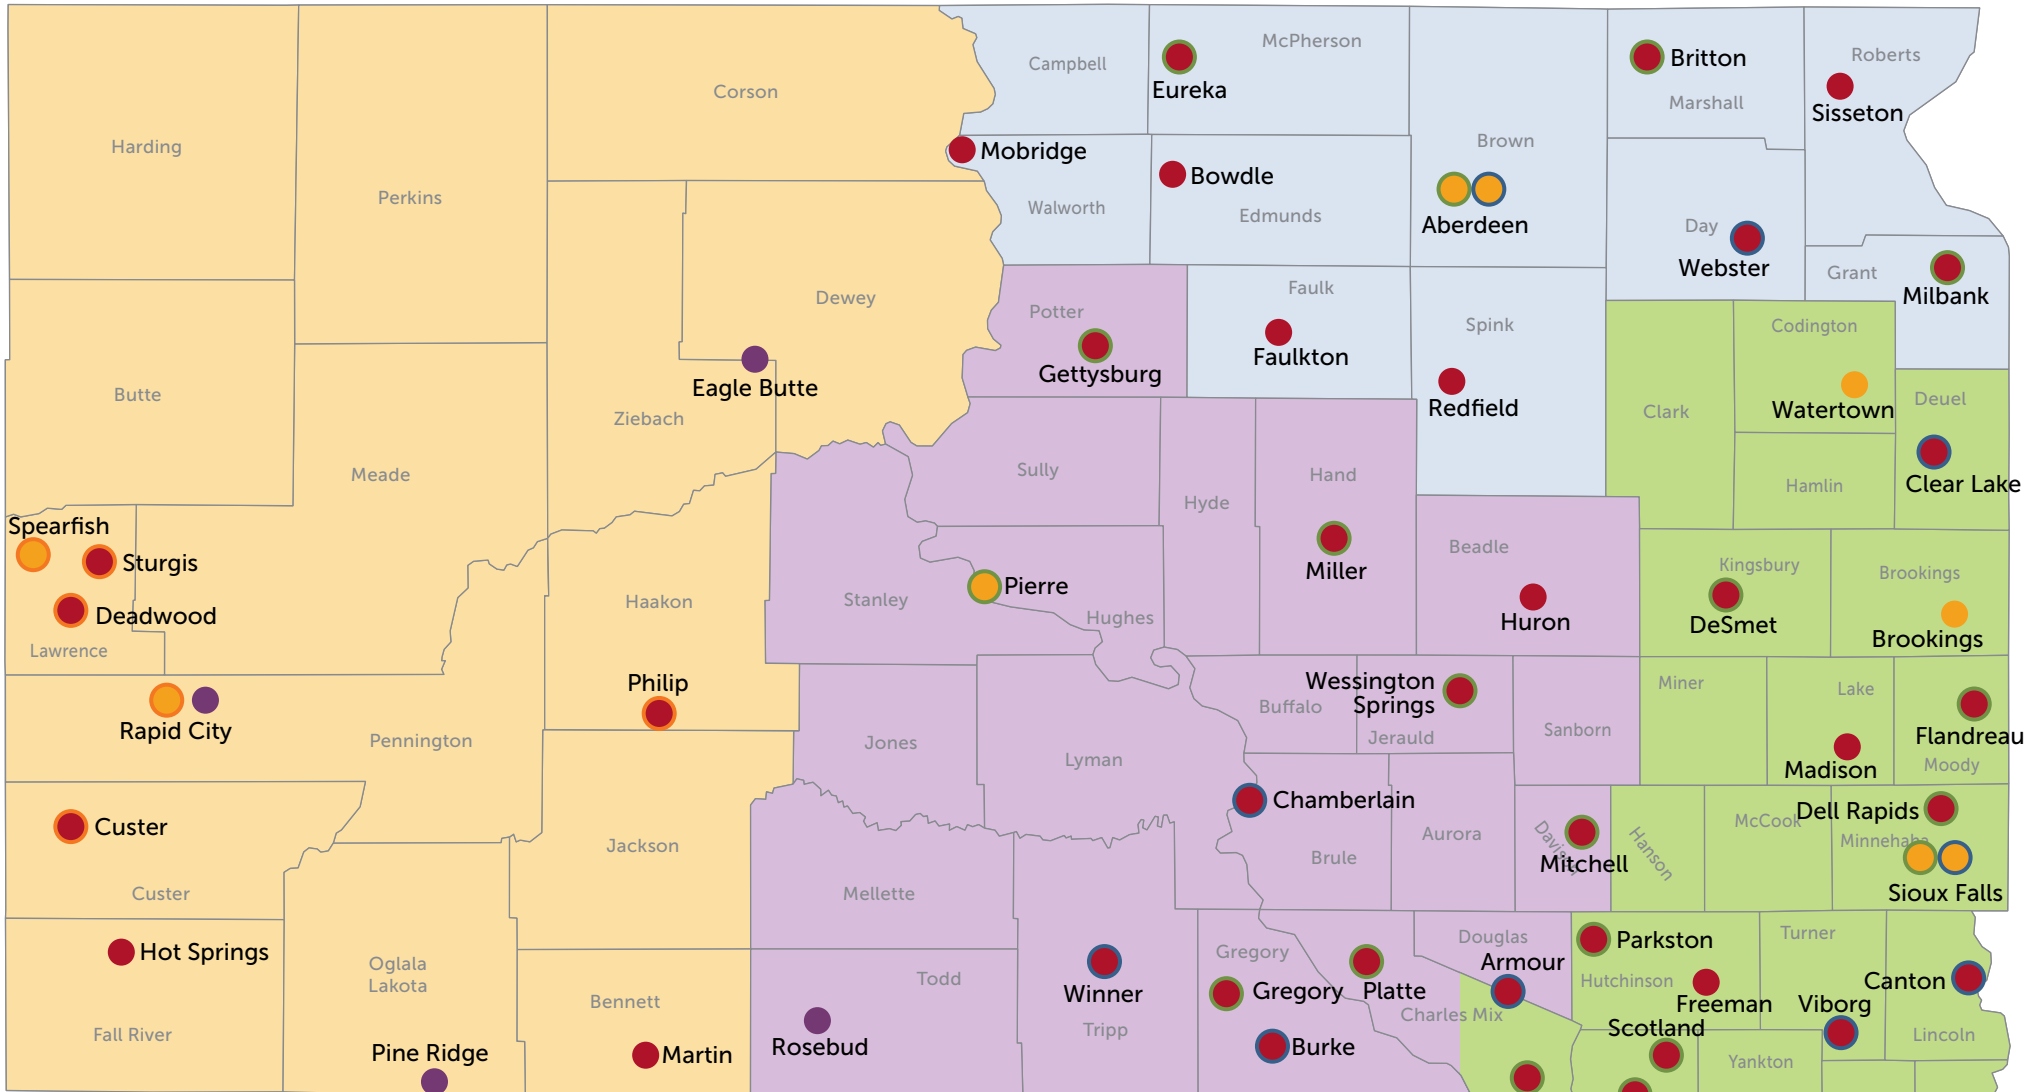 Campbell
McPherson
Eureka
Britton
Marshall
Roberts
Sisseton
Corson
Harding
Perkins
Mobridge
Walworth
Bowdle
Edmunds
Brown
Aberdeen
Day
Webster
Grant
Milbank
Dewey
Eagle Butte
Ziebach
Potter
Gettysburg
Faulk
Faulkton
Spink
Redfield
Codington
Watertown
Clark
Deuel
Clear Lake
Hamlin
Butte
Meade
Sully
Hyde
Hand
Miller
Beadle
Huron
Kingsbury
DeSmet
Brookings
Brookings
Spearfish
Sturgis
Deadwood
Lawrence
Haakon
Philip
Stanley
Pierre
Hughes
Rapid City
Pennington
Jones
Lyman
Buffalo
Wessington
Springs
Jerauld
Sanborn
Miner
Lake
Madison
Flandreau
Moody
Custer
Custer
Jackson
Mellette
Chamberlain
Brule
Aurora
Davison
Mitchell
Hanson
McCook
Dell Rapids
Minnehaha
Sioux Falls
Hot Springs
Fall River
Oglala
Lakota
Pine Ridge
Bennett
Martin
Todd
Rosebud
Winner
Tripp
Gregory
Gregory
Burke
Platte
Charles Mix
Douglas
Armour
Parkston
Hutchinson
Freeman
Scotland
Turner
Viborg
Canton
Lincoln
Yankton